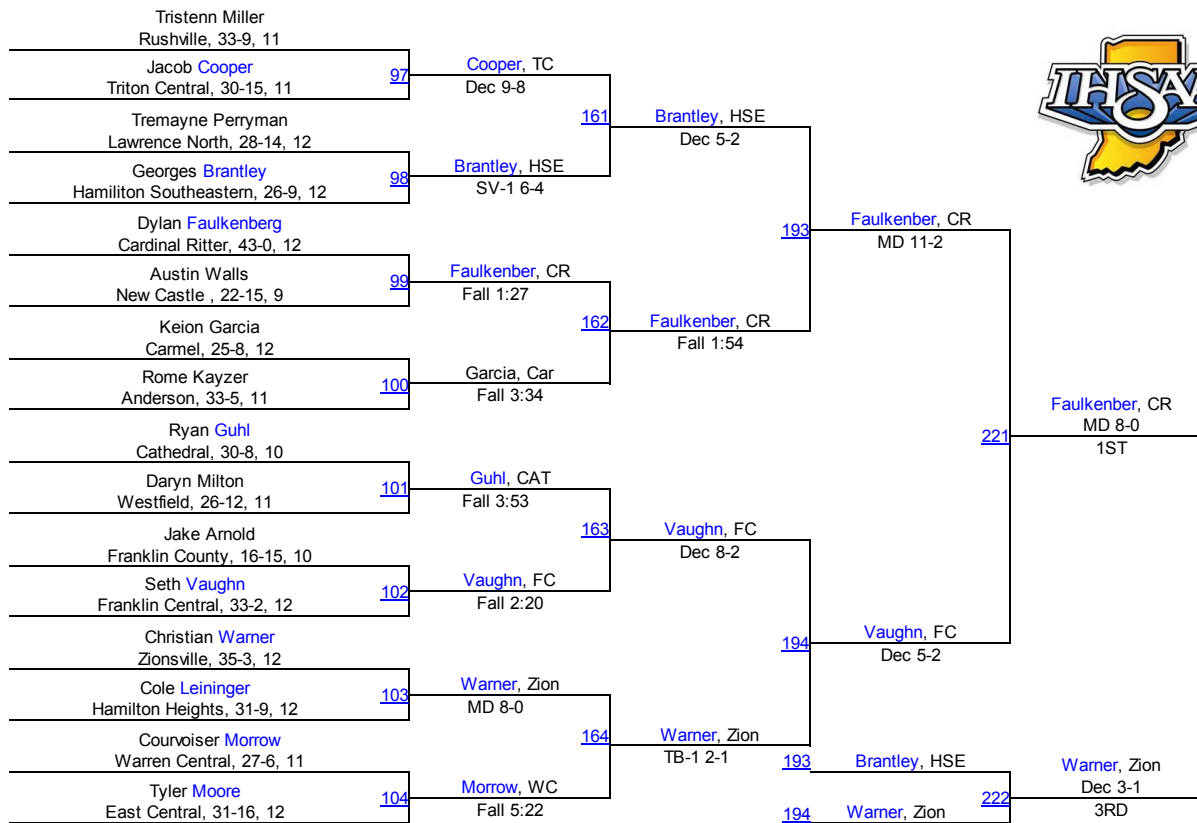 Tristenn Miller
Rushville, 33-9, 11
Jacob Cooper
Triton Central, 30-15, 11
97
Cooper, TC
Dec 9-8
Tremayne Perryman
Lawrence North, 28-14, 12
Georges Brantley
Hamiliton Southeastern, 26-9, 12
98
Brantley, HSE
SV-1 6-4
161
Brantley, HSE
Dec 5-2
Dylan Faulkenberg
Cardinal Ritter, 43-0, 12
Austin Walls
New Castle , 22-15, 9
99
Faulkenber, CR
Fall 1:27
Keion Garcia
Carmel, 25-8, 12
Rome Kayzer
Anderson, 33-5, 11
100
Garcia, Car
Fall 3:34
162
Faulkenber, CR
Fall 1:54
193
Faulkenber, CR
MD 11-2
Ryan Guhl
Cathedral, 30-8, 10
Daryn Milton
Westfield, 26-12, 11
101
Guhl, CAT
Fall 3:53
Jake Arnold
Franklin County, 16-15, 10
Seth Vaughn
Franklin Central, 33-2, 12
102
Vaughn, FC
Fall 2:20
163
Vaughn, FC
Dec 8-2
Christian Warner
Zionsville, 35-3, 12
Cole Leininger
Hamilton Heights, 31-9, 12
103
Warner, Zion
MD 8-0
Courvoiser Morrow
Warren Central, 27-6, 11
Tyler Moore
East Central, 31-16, 12
104
Morrow, WC
Fall 5:22
164
Warner, Zion
TB-1 2-1
194
Vaughn, FC
Dec 5-2
221
Faulkenber, CR
MD 8-0
1ST
193
Brantley, HSE
194
Warner, Zion
222
Warner, Zion
Dec 3-1
3RD
IHSAA